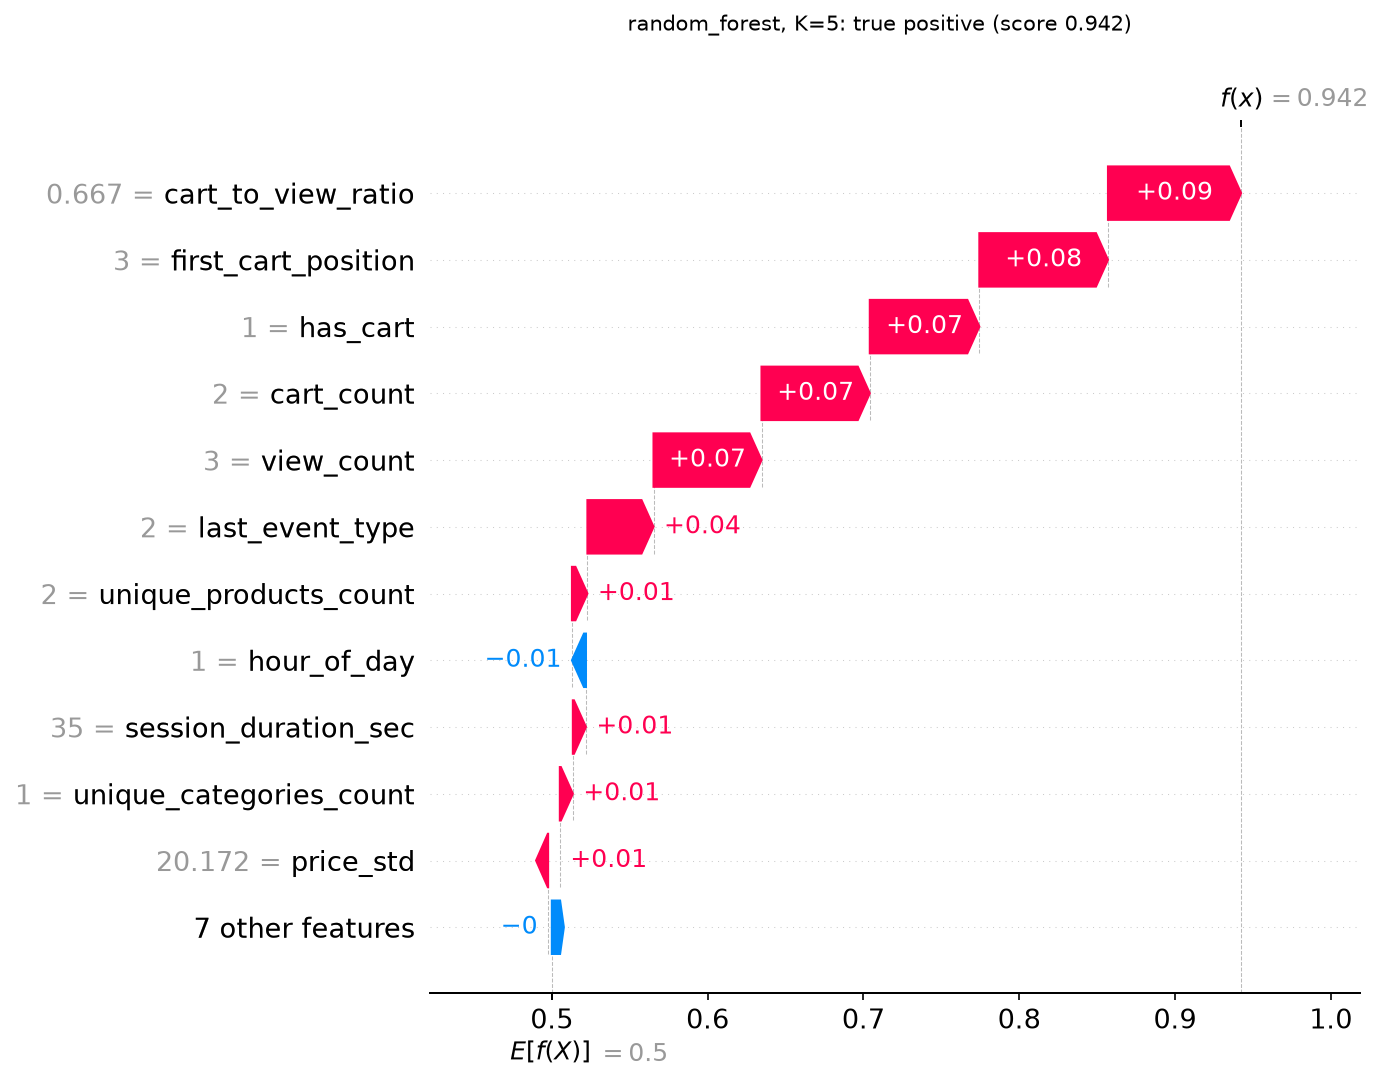 random_forest, K=5: true positive (score 0.942)
f(x) = 0.942
0.667 = cart_to_view_ratio +0.09
3 = first_cart_position +0.08
1 = has_cart +0.07
2 = cart_count +0.07
3 = view_count +0.07
2 = last_event_type +0.04
2 = unique_products_count +0.01
1 = hour_of_day −0.01
35 = session_duration_sec +0.01
1 = unique_categories_count +0.01
20.172 = price_std +0.01
7 other features −0
0.5 0.6 0.7 0.8 0.9 1.0
E[f(X)] = 0.5